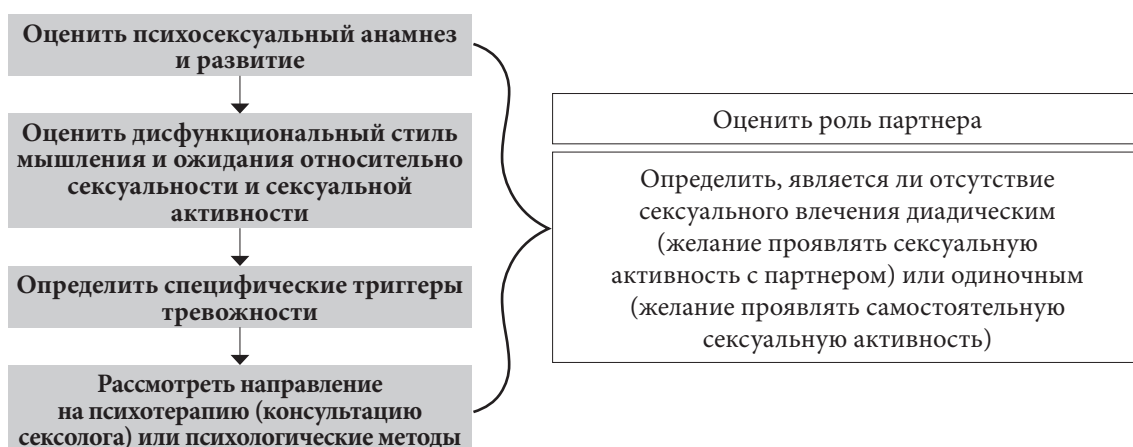 Оценить психосексуальный анамнез
и развитие
Оценить дисфункциональный стиль
мышления и ожидания относительно
сексуальности и сексуальной
активности
Определить специфические триггеры
тревожности
Рассмотреть направление
на психотерапию (консультацию
сексолога) или психологические методы
Оценить роль партнера
Определить, является ли отсутствие
сексуального влечения диадическим
(желание проявлять сексуальную
активность с партнером) или одиночным
(желание проявлять самостоятельную
сексуальную активность)